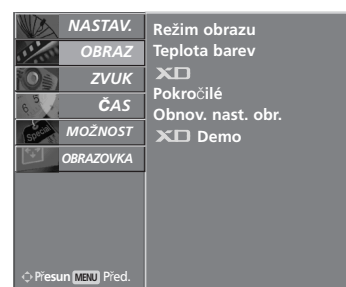 NASTAV.
OBRAZ
ZVUK
ČAS
MOŽNOST
OBRAZOVKA
Režim obrazu
Teplota barev
XD
Pokročilé
Obnov. nast. obr.
XD Demo
Přesun MENU Před.